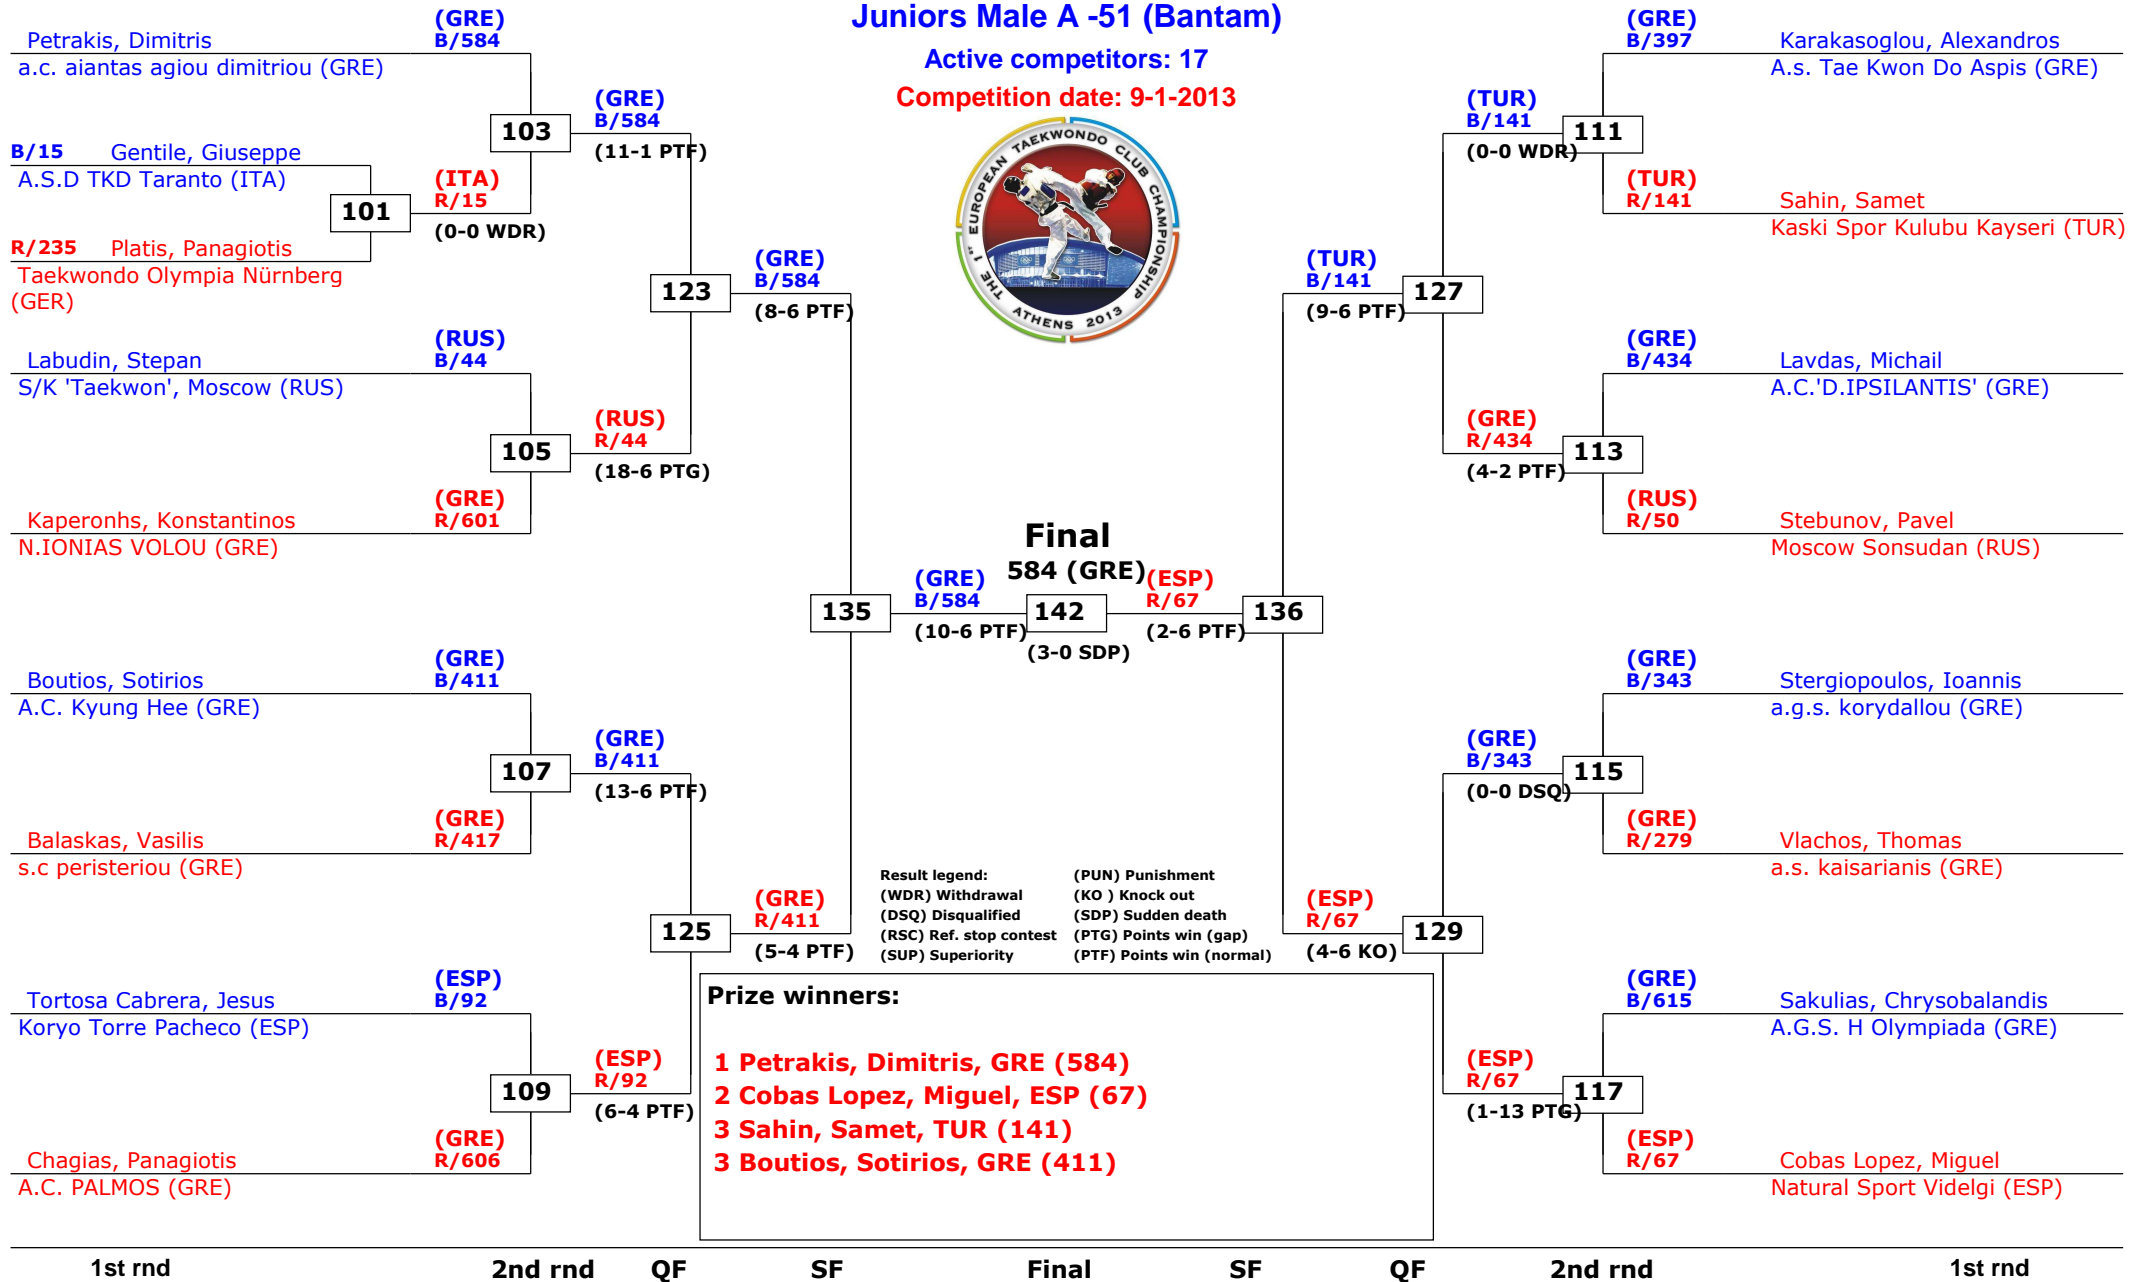 Juniors Male A -51 (Bantam)
Active competitors: 17
Competition date: 9-1-2013
THE 1st EUROPEAN TAEKWONDO CLUB CHAMPIONSHIP
ATHENS 2013
Petrakis, Dimitris
a.c. aiantas agiou dimitriou (GRE)
(GRE)
B/584
B/15 Gentile, Giuseppe
A.S.D TKD Taranto (ITA)
R/235 Platis, Panagiotis
Taekwondo Olympia Nürnberg
(GER)
101
(ITA)
R/15
(0-0 WDR)
103
(GRE)
B/584
(11-1 PTF)
Labudin, Stepan
S/K 'Taekwon', Moscow (RUS)
(RUS)
B/44
Kaperonhs, Konstantinos
N.IONIAS VOLOU (GRE)
(GRE)
R/601
105
(RUS)
R/44
(18-6 PTG)
123
(GRE)
B/584
(8-6 PTF)
Boutios, Sotirios
A.C. Kyung Hee (GRE)
(GRE)
B/411
Balaskas, Vasilis
s.c peristeriou (GRE)
(GRE)
R/417
107
(GRE)
B/411
(13-6 PTF)
Tortosa Cabrera, Jesus
Koryo Torre Pacheco (ESP)
(ESP)
B/92
Chagias, Panagiotis
A.C. PALMOS (GRE)
(GRE)
R/606
109
(ESP)
R/92
(6-4 PTF)
125
(GRE)
R/411
(5-4 PTF)
135
(GRE)
B/584
(10-6 PTF)
Final
584 (GRE)
142
(3-0 SDP)
(ESP)
R/67
(2-6 PTF)
136
(TUR)
B/141
(9-6 PTF)
127
(TUR)
B/141
(0-0 WDR)
111
(GRE)
B/397
Karakasoglou, Alexandros
A.s. Tae Kwon Do Aspis (GRE)
(TUR)
R/141
Sahin, Samet
Kaski Spor Kulubu Kayseri (TUR)
(GRE)
R/434
(4-2 PTF)
113
(GRE)
B/434
Lavdas, Michail
A.C.'D.IPSILANTIS' (GRE)
(RUS)
R/50
Stebunov, Pavel
Moscow Sonsudan (RUS)
(ESP)
R/67
(4-6 KO)
129
(GRE)
B/343
(0-0 DSQ)
115
(GRE)
B/343
Stergiopoulos, Ioannis
a.g.s. korydallou (GRE)
(GRE)
R/279
Vlachos, Thomas
a.s. kaisarianis (GRE)
(ESP)
R/67
(1-13 PTG)
117
(GRE)
B/615
Sakulias, Chrysobalandis
A.G.S. H Olympiada (GRE)
(ESP)
R/67
Cobas Lopez, Miguel
Natural Sport Videlgi (ESP)
Result legend:
(WDR) Withdrawal
(DSQ) Disqualified
(RSC) Ref. stop contest
(SUP) Superiority
(PUN) Punishment
(KO ) Knock out
(SDP) Sudden death
(PTG) Points win (gap)
(PTF) Points win (normal)
Prize winners:
1 Petrakis, Dimitris, GRE (584)
2 Cobas Lopez, Miguel, ESP (67)
3 Sahin, Samet, TUR (141)
3 Boutios, Sotirios, GRE (411)
1st rnd 2nd rnd QF SF Final SF QF 2nd rnd 1st rnd